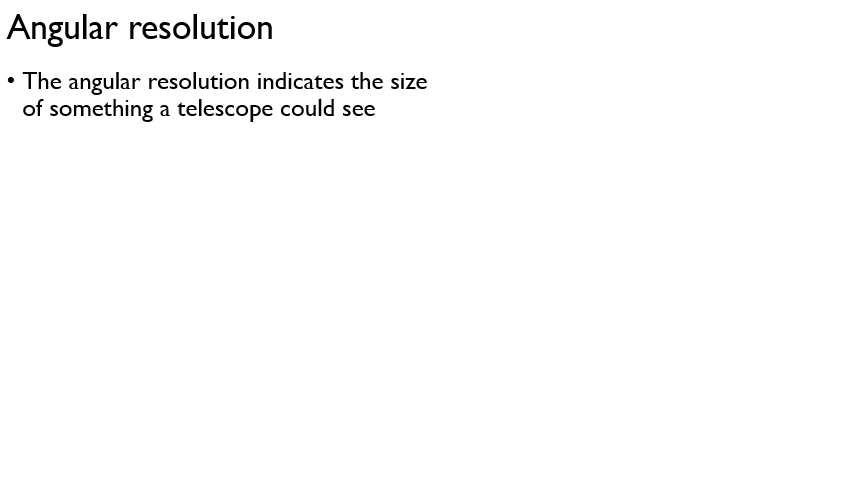 Angular resolution
• The angular resolution indicates the size
of something a telescope could see